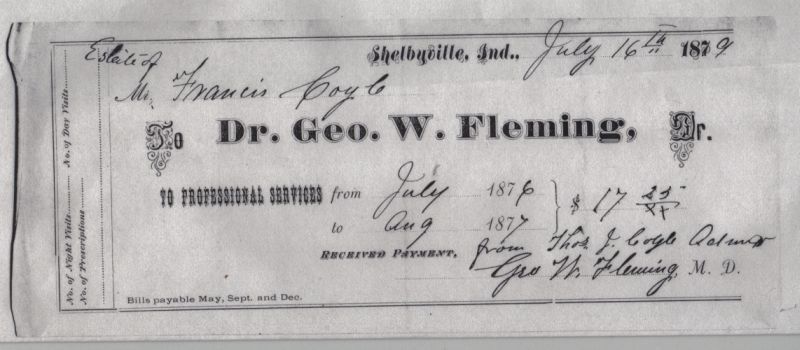 Shelbyville, Ind., July 16th 1879
Estate of
Mr. Francis Coyle
To Dr. Geo. W. Fleming, Dr.
TO PROFESSIONAL SERVICES from July 1876
to Aug 1877
$ 17 25/xx
RECEIVED PAYMENT, from Thos. J. Coyle Admr
Geo W. Fleming, M. D.
Bills payable May, Sept. and Dec.
No. of Night Visits
No. of Day Visits
No. of Prescriptions